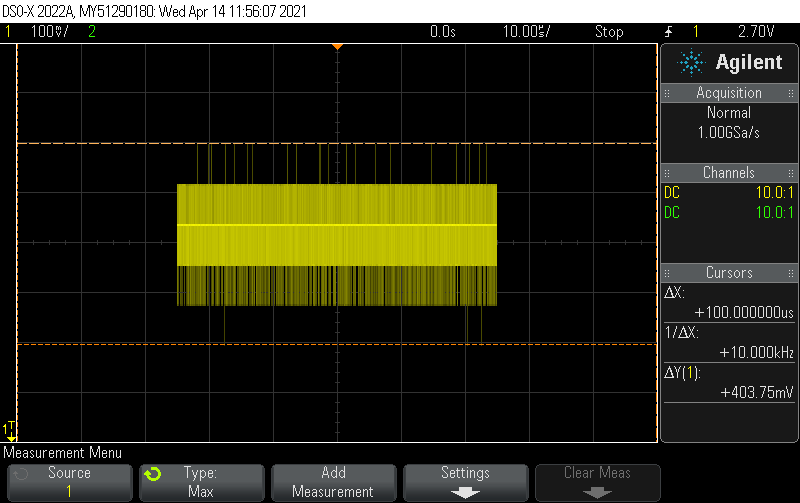 DSO-X 2022A, MY51290180: Wed Apr 14 11:56:07 2021
1 100mV/ 2 0.0s 10.00us/ Stop 1 2.70V
Agilent
Acquisition
Normal
1.00GSa/s
Channels
DC 10.0:1
DC 10.0:1
Cursors
ΔX:
+100.000000us
1/ΔX:
+10.000kHz
ΔY(1):
+403.75mV
1 T
Measurement Menu
Source
1
Type:
Max
Add
Measurement
Settings
Clear Meas